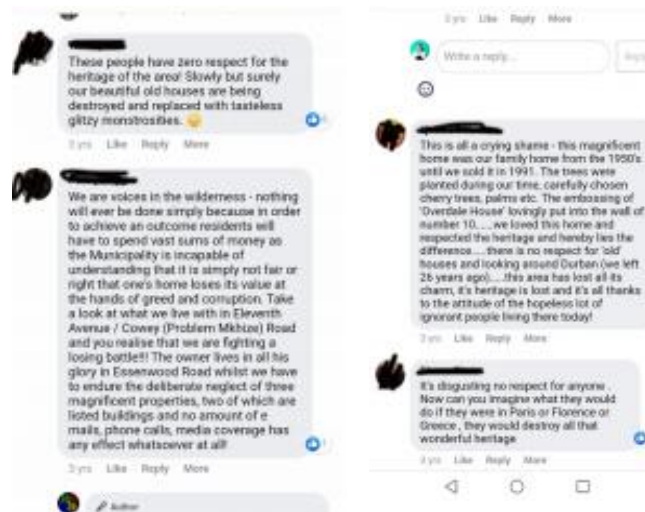 These people have zero respect for the
heritage of the area! Slowly but surely
our beautiful old houses are being
destroyed and replaced with tasteless
glitzy monstrosities.
3 yrs Like Reply More
We are voices in the wilderness - nothing
will ever be done simply because in order
to achieve an outcome residents will
have to spend vast sums of money as
the Municipality is incapable of
understanding that it is simply not fair or
right that one's home loses its value at
the hands of greed and corruption. Take
a look at what we live with in Eleventh
Avenue / Cowey (Problem Mkhize) Road
and you realise that we are fighting a
losing battle!!! The owner lives in all his
glory in Essenwood Road whilst we have
to endure the deliberate neglect of three
magnificent properties, two of which are
listed buildings and no amount of e
mails, phone calls, media coverage has
any effect whatsoever at all!
3 yrs Like Reply More
Author
3 yrs Like Reply More
Write a reply...
This is all a crying shame - this magnificent
home was our family home from the 1950's
until we sold it in 1991. The trees were
planted during our time, carefully chosen
cherry trees, palms etc. The embossing of
'Overdale House' lovingly put into the wall of
number 10.....we loved this home and
respected the heritage and hereby lies the
difference.....there is no respect for 'old'
houses and looking around Durban (we left
26 years ago)....this area has lost all its
charm, it's heritage is lost and it's all thanks
to the attitude of the hopeless lot of
ignorant people living there today!
3 yrs Like Reply More
It's disgusting no respect for anyone .
Now can you imagine what they would
do if they were in Paris or Florence or
Greece , they would destroy all that
wonderful heritage
3 yrs Like Reply More